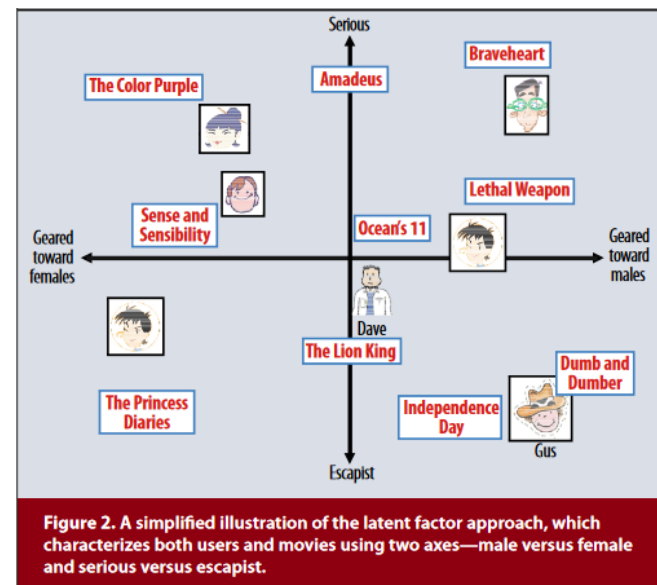 Serious
Braveheart
Amadeus
The Color Purple
Lethal Weapon
Sense and
Sensibility
Ocean's 11
Geared
toward
females
Geared
toward
males
Dave
The Lion King
Dumb and
Dumber
The Princess
Diaries
Independence
Day
Gus
Escapist
Figure 2. A simplified illustration of the latent factor approach, which
characterizes both users and movies using two axes—male versus female
and serious versus escapist.